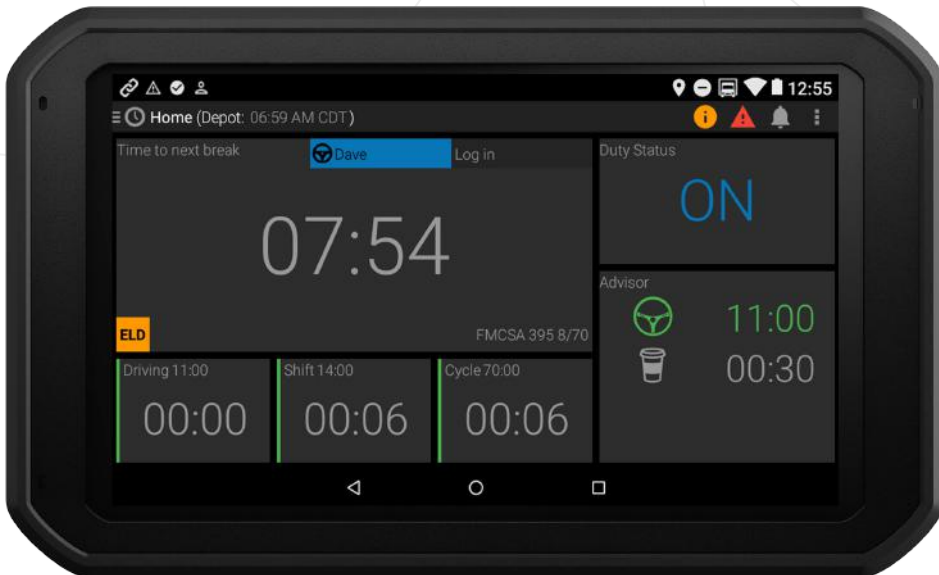 12:55
Home (Depot: 06:59 AM CDT)
Time to next break
Dave
Log in
Duty Status
07:54
ON
ELD
FMCSA 395 8/70
Advisor
11:00
00:30
Driving 11:00
Shift 14:00
Cycle 70:00
00:00
00:06
00:06